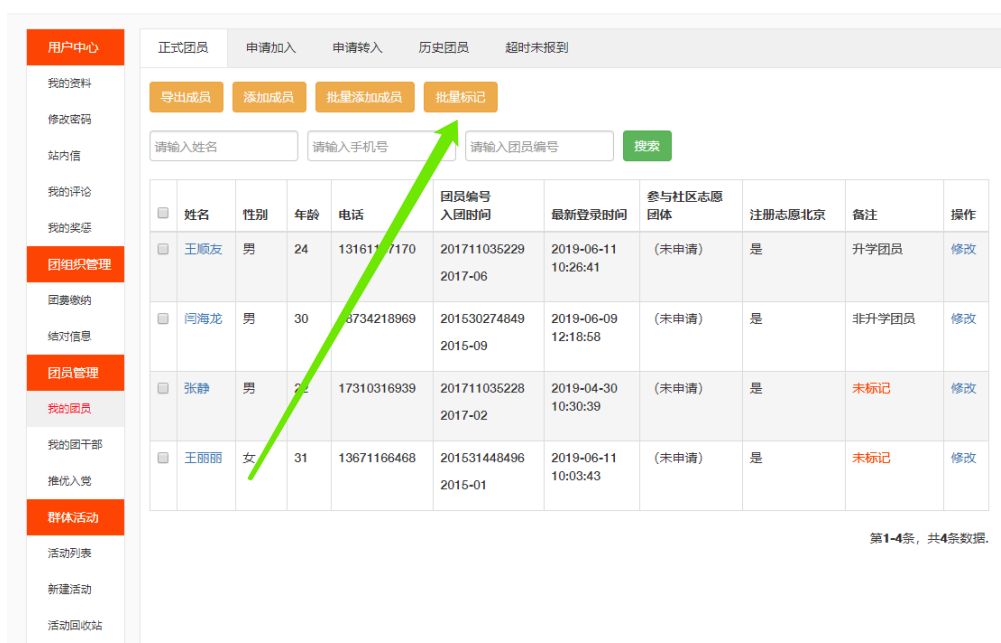 用户中心
我的资料
修改密码
站内信
我的评论
我的奖惩
团组织管理
团费缴纳
结对信息
团员管理
我的团员
我的团干部
推优入党
群体活动
活动列表
新建活动
活动回收站
正式团员 申请加入 申请转入 历史团员 超时未报到
导出成员 添加成员 批量添加成员 批量标记
请输入姓名 请输入手机号 请输入团员编号 搜索
姓名 性别 年龄 电话 团员编号 入团时间 最新登录时间 参与社区志愿团体 注册志愿北京 备注 操作
王顺友 男 24 201711035229 2019-06-11 (未申请) 是 升学团员 修改
2017-06 10:26:41
闫海龙 男 30 8734218969 201530274849 2019-06-09 (未申请) 是 非升学团员 修改
2015-09 12:18:58
张静 男 17310316939 201711035228 2019-04-30 (未申请) 是 未标记 修改
2017-02 10:30:39
王丽丽 女 31 13671166468 201531448496 2019-06-11 (未申请) 是 未标记 修改
2015-01 10:03:43
第1-4条，共4条数据.